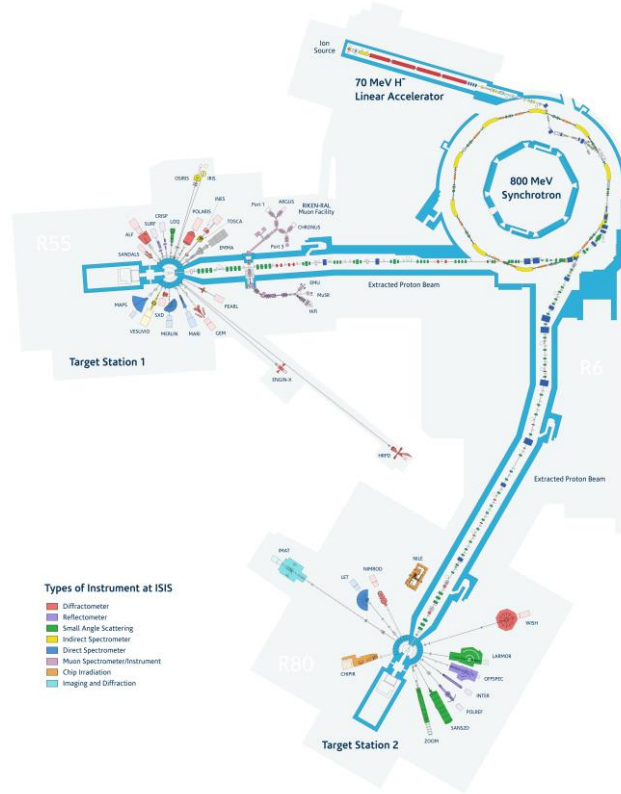 Ion
Source
70 MeV H⁻
Linear Accelerator
800 MeV
Synchrotron
OSIRIS
IRIS
INES
POLARIS
TOSCA
CRISP
LOQ
SURF
ALF
SANDALS
EMMA
Port 1
ARGUS
RIKEN-RAL
Muon Facility
CHRONUS
Port 3
R55
EMU
MuSR
HiFi
Extracted Proton Beam
MAPS
VESUVIO
SXD
MERLIN
MARI
GEM
PEARL
Target Station 1
ENGIN-X
R6
HRPD
Extracted Proton Beam
IMAT
NIMROD
NILE
LET
WISH
LARMOR
OFFSPEC
INTER
POLREF
SANS2D
ZOOM
CHIPIR
R80
Target Station 2
Types of Instrument at ISIS
Diffractometer
Reflectometer
Small Angle Scattering
Indirect Spectrometer
Direct Spectrometer
Muon Spectrometer/Instrument
Chip Irradiation
Imaging and Diffraction